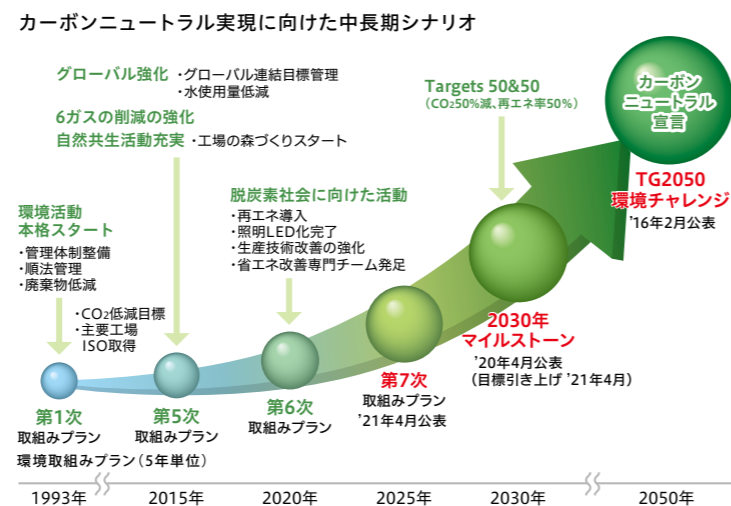 カーボンニュートラル実現に向けた中長期シナリオ
グローバル強化
・グローバル連結目標管理
・水使用量低減
6ガスの削減の強化
自然共生活動充実
・工場の森づくりスタート
環境活動
本格スタート
・管理体制整備
・順法管理
・廃棄物低減
・CO2低減目標
・主要工場
ISO取得
脱炭素社会に向けた活動
・再エネ導入
・照明LED化完了
・生産技術改善の強化
・省エネ改善専門チーム発足
Targets 50&50
（CO250%減、再エネ率50%）
カーボン
ニュートラル
宣言
TG2050
環境チャレンジ
’16年2月公表
2030年
マイルストーン
’20年4月公表
（目標引き上げ ’21年4月）
第7次
取組みプラン
’21年4月公表
第6次
取組みプラン
第5次
取組みプラン
第1次
取組みプラン
環境取組みプラン（5年単位）
1993年
2015年
2020年
2025年
2030年
2050年